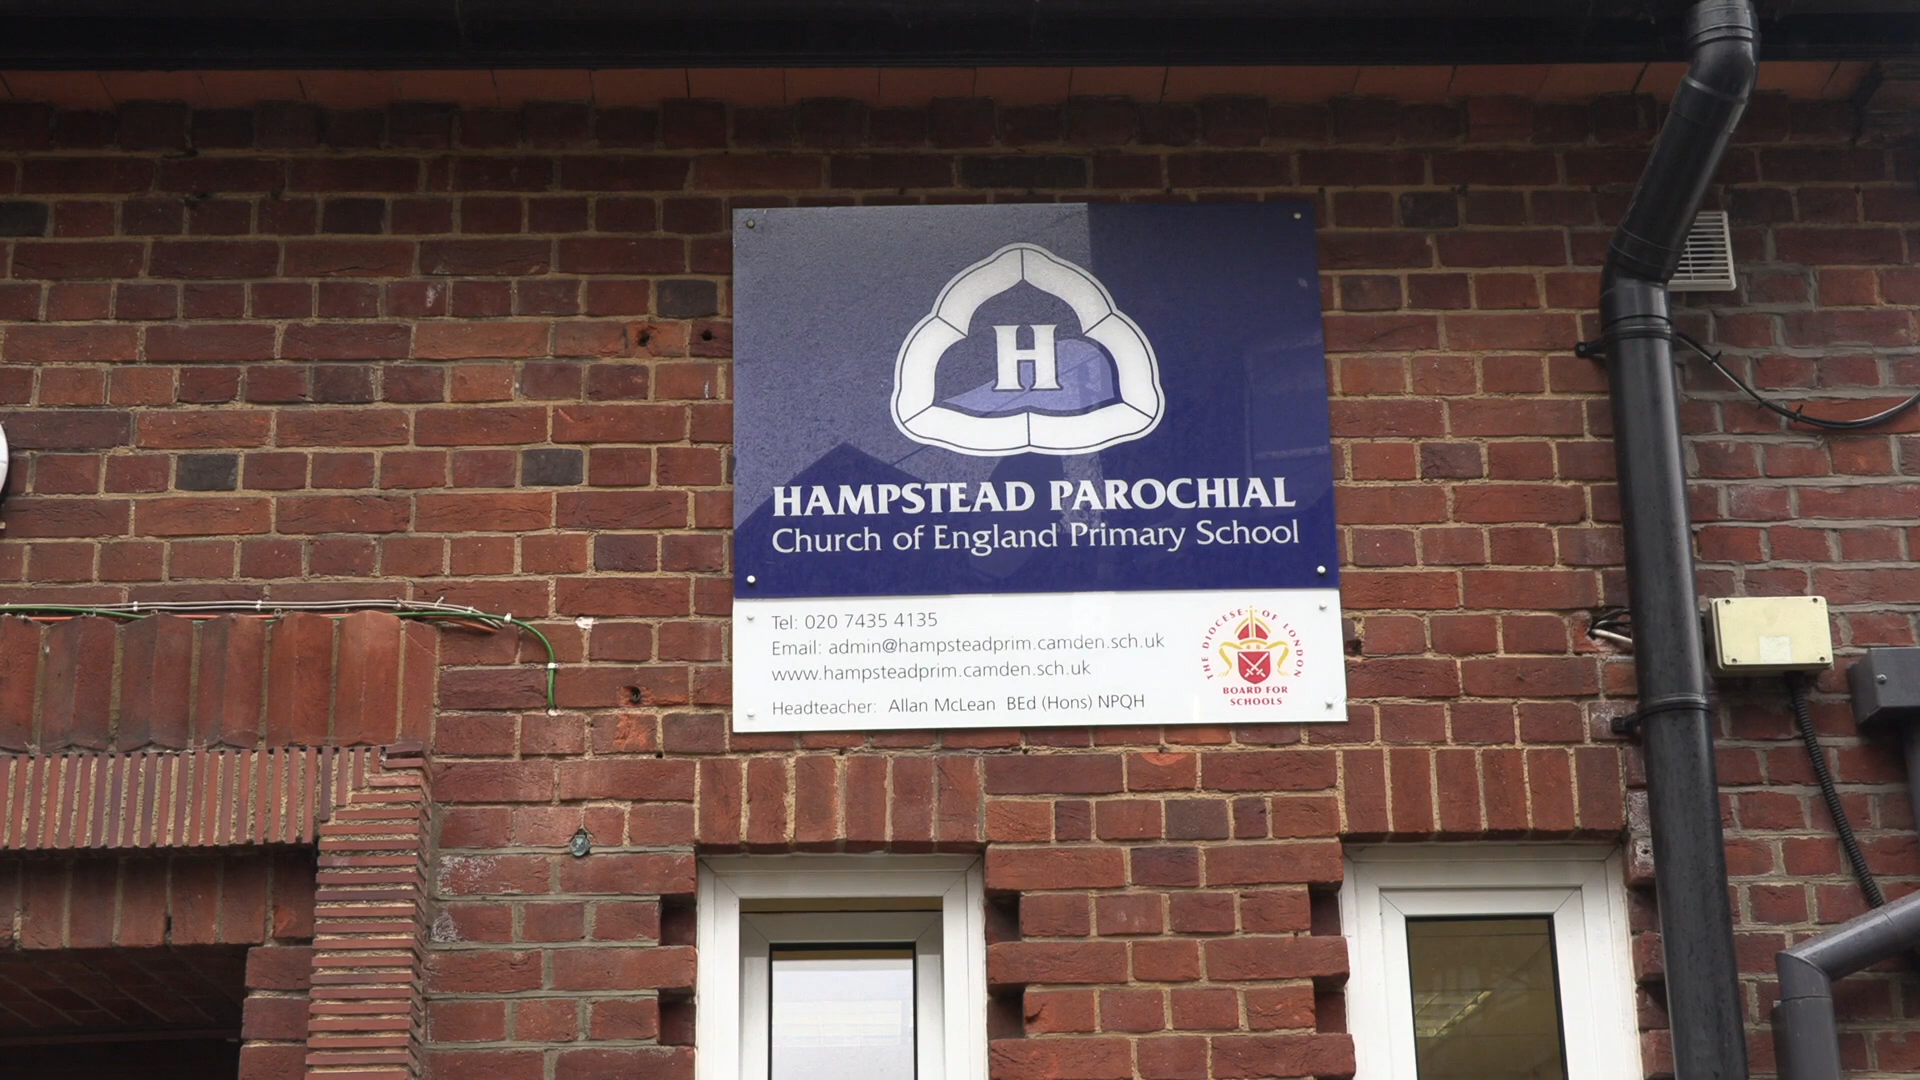 H
HAMPSTEAD PAROCHIAL
Church of England Primary School
Tel: 020 7435 4135
Email: admin@hampsteadprim.camden.sch.uk
www.hampsteadprim.camden.sch.uk
Headteacher: Allan McLean BEd (Hons) NPQH
THE DIOCESE OF LONDON
BOARD FOR
SCHOOLS